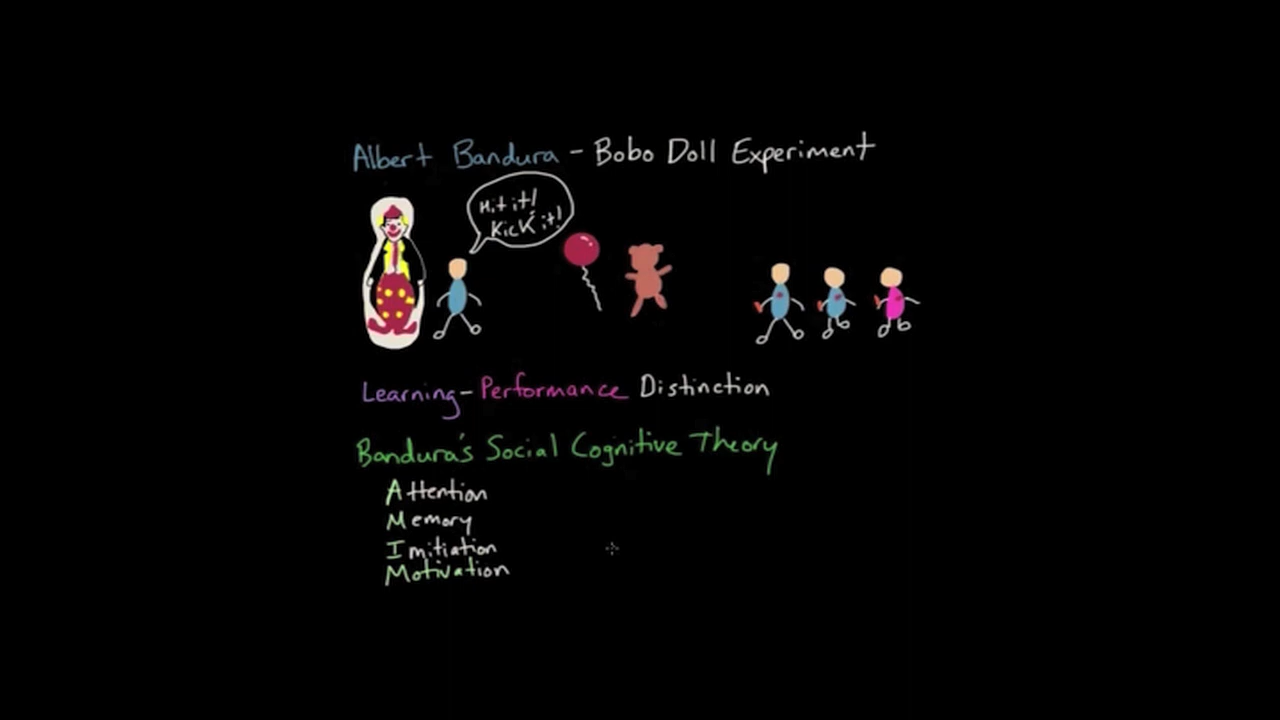 Albert Bandura - Bobo Doll Experiment
Hit it!
Kick it!
Learning - Performance Distinction
Bandura's Social Cognitive Theory
Attention
Memory
Imitiation
Motivation